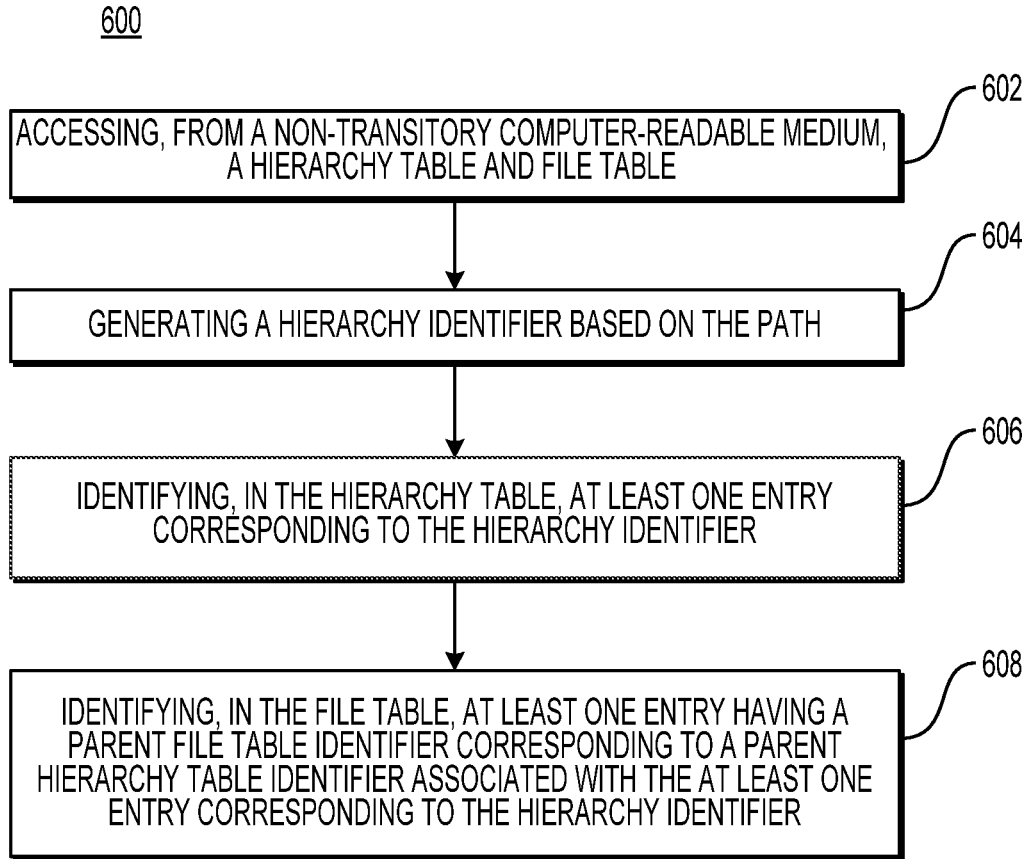 600
602
ACCESSING, FROM A NON-TRANSITORY COMPUTER-READABLE MEDIUM,
A HIERARCHY TABLE AND FILE TABLE
604
GENERATING A HIERARCHY IDENTIFIER BASED ON THE PATH
606
IDENTIFYING, IN THE HIERARCHY TABLE, AT LEAST ONE ENTRY
CORRESPONDING TO THE HIERARCHY IDENTIFIER
608
IDENTIFYING, IN THE FILE TABLE, AT LEAST ONE ENTRY HAVING A
PARENT FILE TABLE IDENTIFIER CORRESPONDING TO A PARENT
HIERARCHY TABLE IDENTIFIER ASSOCIATED WITH THE AT LEAST ONE
ENTRY CORRESPONDING TO THE HIERARCHY IDENTIFIER